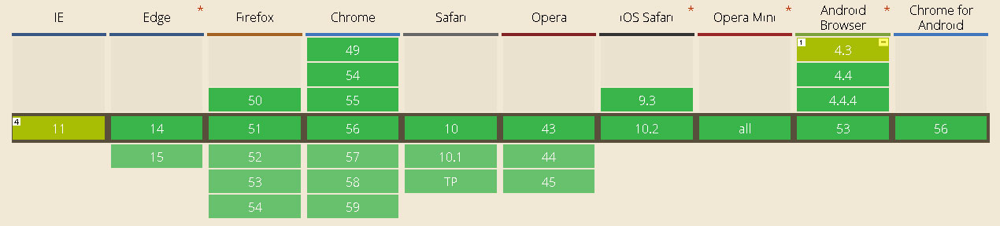 IE Edge * Firefox Chrome Safari Opera iOS Safari * Opera Mini * Android Browser * Chrome for Android
49 1 4.3 -
54 4.4
50 55 9.3 4.4.4
4 11 14 51 56 10 43 10.2 all 53 56
15 52 57 10.1 44
53 58 TP 45
54 59